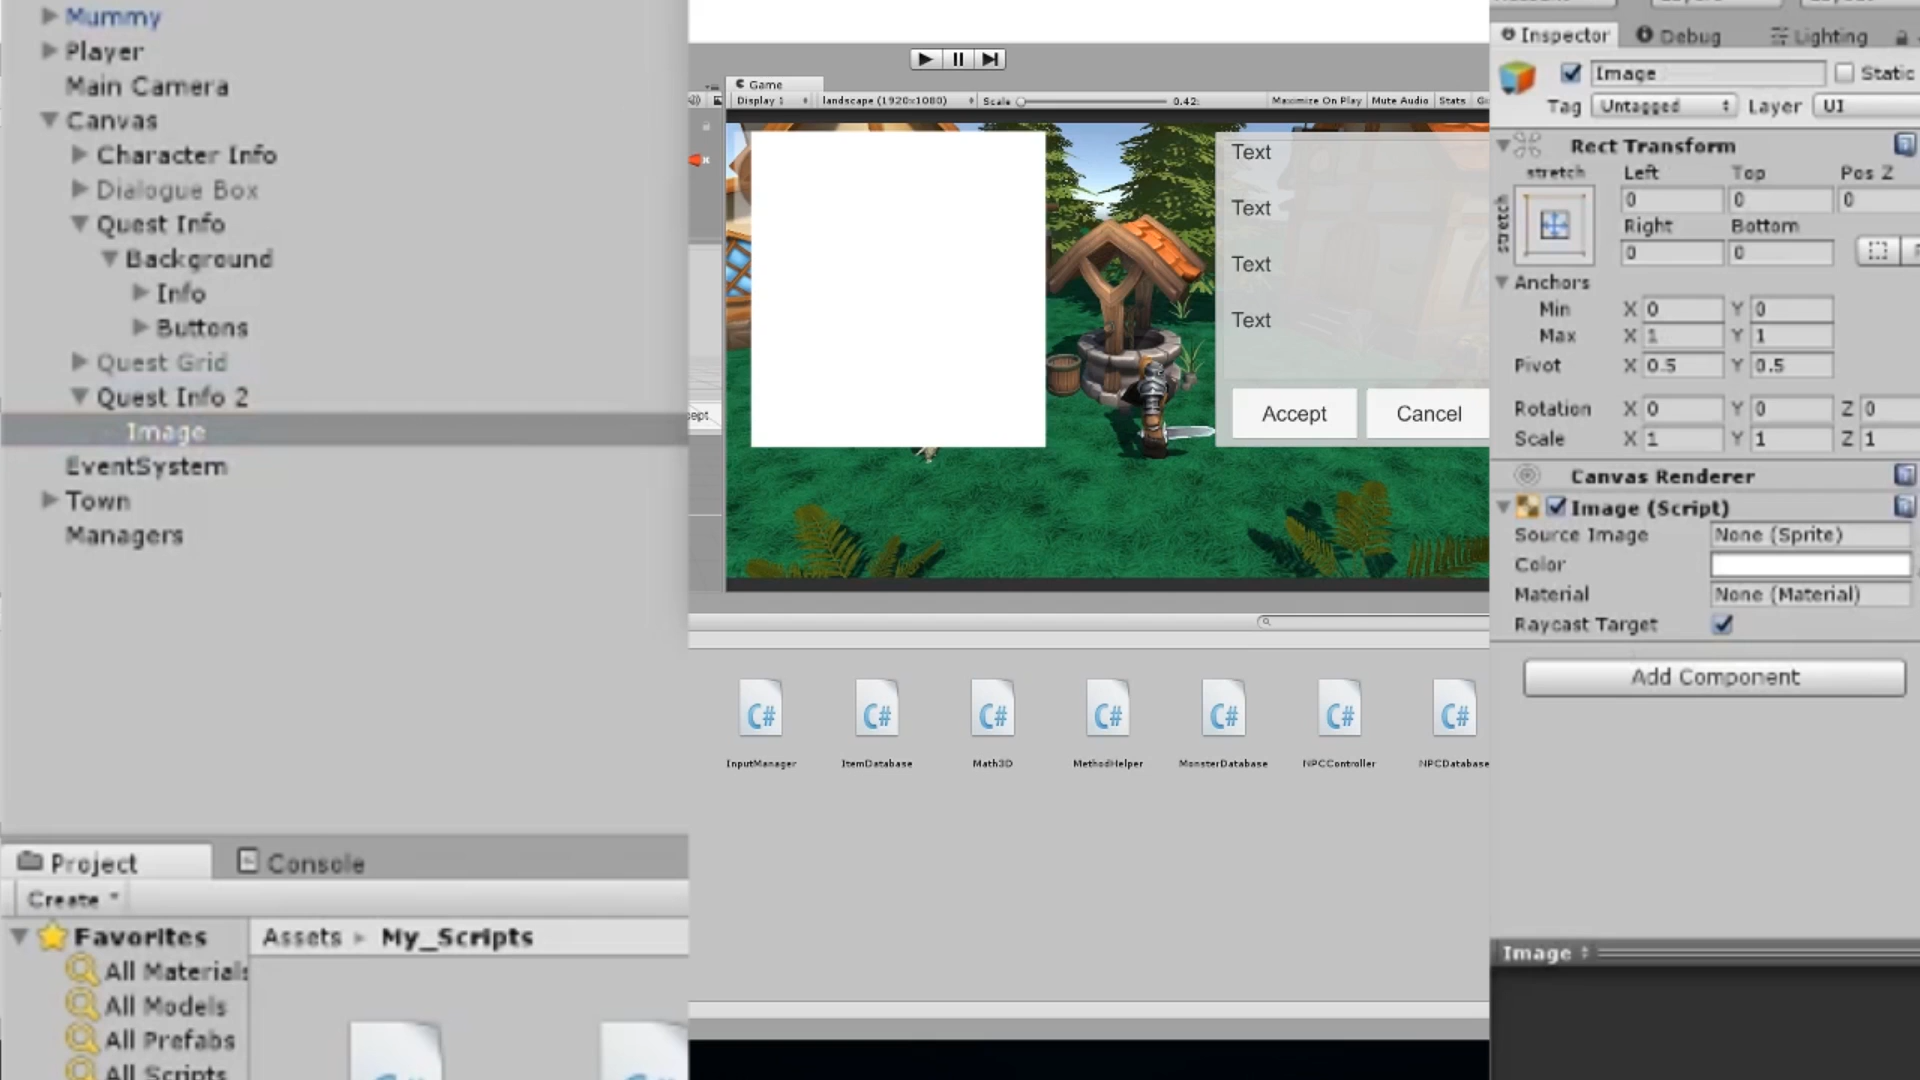 Mummy
Player
Main Camera
Canvas
Character Info
Dialogue Box
Quest Info
Background
Info
Buttons
Quest Grid
Quest Info 2
Image
EventSystem
Town
Managers
Project
Console
Create
Favorites
All Materials
All Models
All Prefabs
All Scripts
Assets
My_Scripts
Game
Display 1
landscape (1920x1080)
Scale
0.42
Maximize On Play
Mute Audio
Stats
Text
Text
Text
Text
Accept
Cancel
InputManager
ItemDatabase
Math3D
MethodHelper
MonsterDatabase
NPCController
NPCDatabase
C#
C#
C#
C#
C#
C#
C#
Inspector
Debug
Lighting
Image
Static
Tag
Untagged
Layer
UI
Rect Transform
stretch
Left
Top
Pos Z
stretch
0
0
0
Right
Bottom
0
0
Anchors
Min
X 0
Y 0
Max
X 1
Y 1
Pivot
X 0.5
Y 0.5
Rotation
X 0
Y 0
Z 0
Scale
X 1
Y 1
Z 1
Canvas Renderer
Image (Script)
Source Image
None (Sprite)
Color
Material
None (Material)
Raycast Target
Add Component
Image